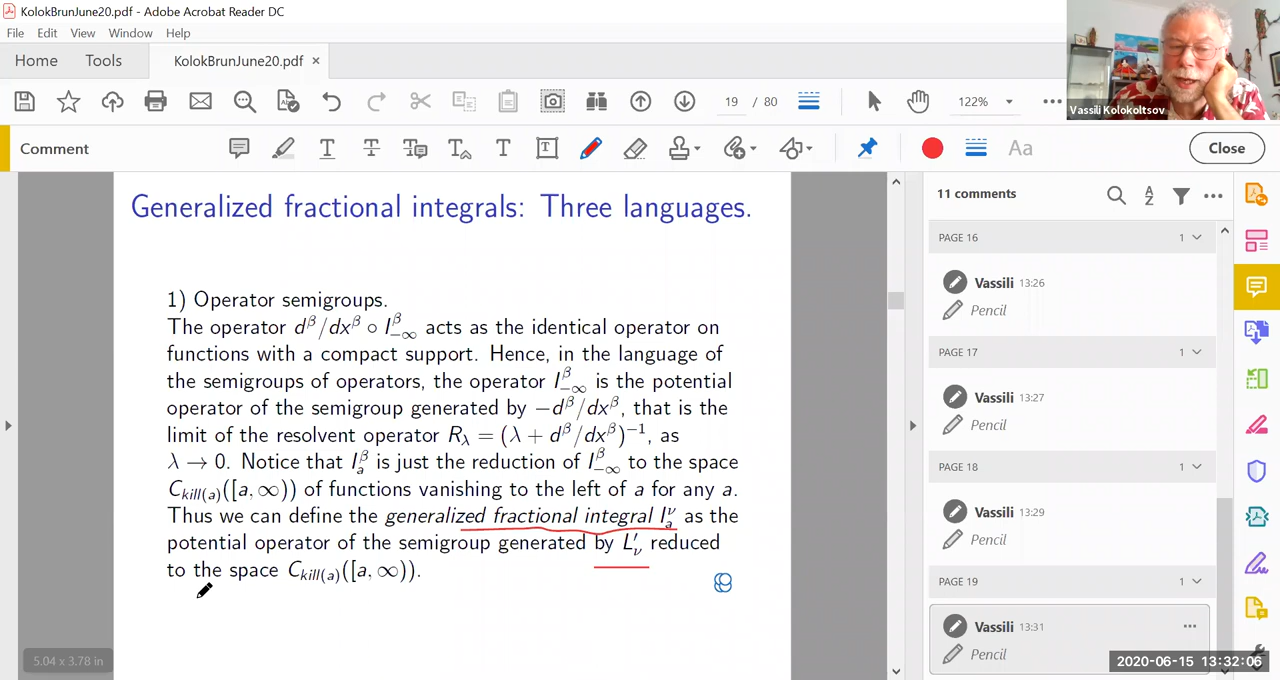 KolokBrunJune20.pdf - Adobe Acrobat Reader DC
File Edit View Window Help
Home Tools KolokBrunJune20.pdf ×
19 / 80 122%
Vassili Kolokoltsov
Comment Aa Close
Generalized fractional integrals: Three languages.
1) Operator semigroups.
The operator d^β/dx^β ∘ I^β_{−∞} acts as the identical operator on
functions with a compact support. Hence, in the language of
the semigroups of operators, the operator I^β_{−∞} is the potential
operator of the semigroup generated by −d^β/dx^β, that is the
limit of the resolvent operator R_λ = (λ + d^β/dx^β)^{−1}, as
λ → 0. Notice that I^β_a is just the reduction of I^β_{−∞} to the space
C_{kill(a)}([a, ∞)) of functions vanishing to the left of a for any a.
Thus we can define the generalized fractional integral I^ν_a as the
potential operator of the semigroup generated by L′_ν reduced
to the space C_{kill(a)}([a, ∞)).
5.04 x 3.78 in
11 comments
PAGE 16 1
Vassili 13:26
Pencil
PAGE 17 1
Vassili 13:27
Pencil
PAGE 18 1
Vassili 13:29
Pencil
PAGE 19 1
Vassili 13:31
Pencil
2020-06-15 13:32:06